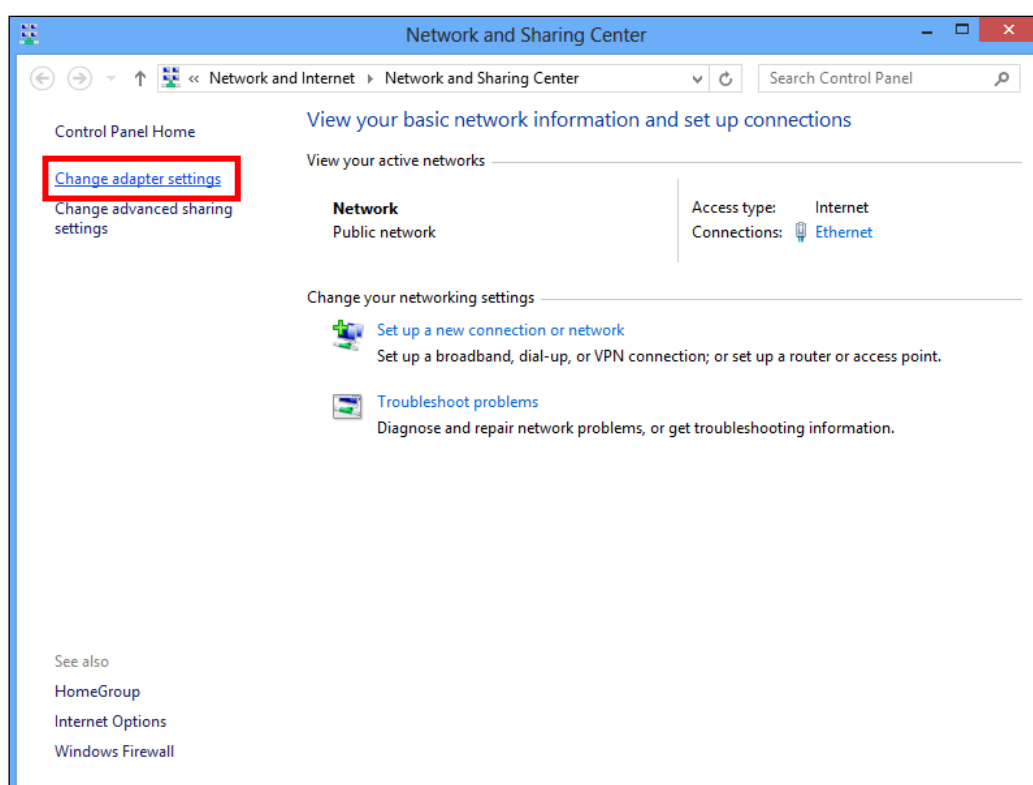 Network and Sharing Center
« Network and Internet Network and Sharing Center
Search Control Panel
Control Panel Home
Change adapter settings
Change advanced sharing
settings
View your basic network information and set up connections
View your active networks
Network
Public network
Access type: Internet
Connections: Ethernet
Change your networking settings
Set up a new connection or network
Set up a broadband, dial-up, or VPN connection; or set up a router or access point.
Troubleshoot problems
Diagnose and repair network problems, or get troubleshooting information.
See also
HomeGroup
Internet Options
Windows Firewall